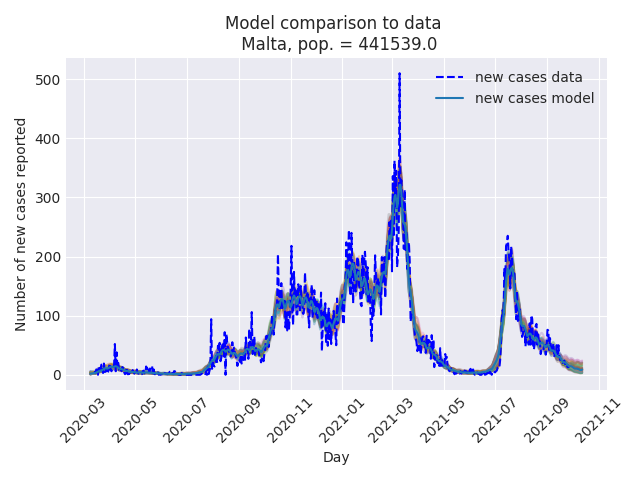 Model comparison to data
Malta, pop. = 441539.0
new cases data
new cases model
Number of new cases reported
500
400
300
200
100
0
2020-03
2020-05
2020-07
2020-09
2020-11
2021-01
2021-03
2021-05
2021-07
2021-09
2021-11
Day